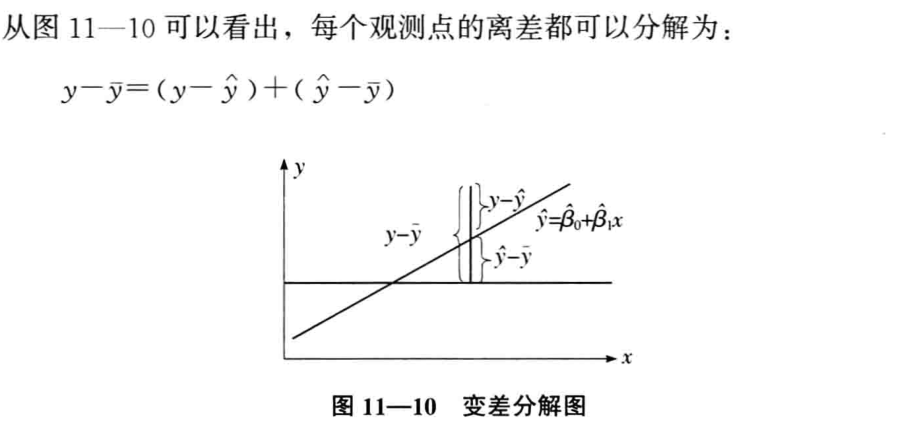 从图 11—10 可以看出，每个观测点的离差都可以分解为：
y−ȳ=(y−ŷ)+(ŷ−ȳ)
y
y−ŷ
ŷ=β̂₀+β̂₁x
y−ȳ
ŷ−ȳ
x
图 11—10 变差分解图